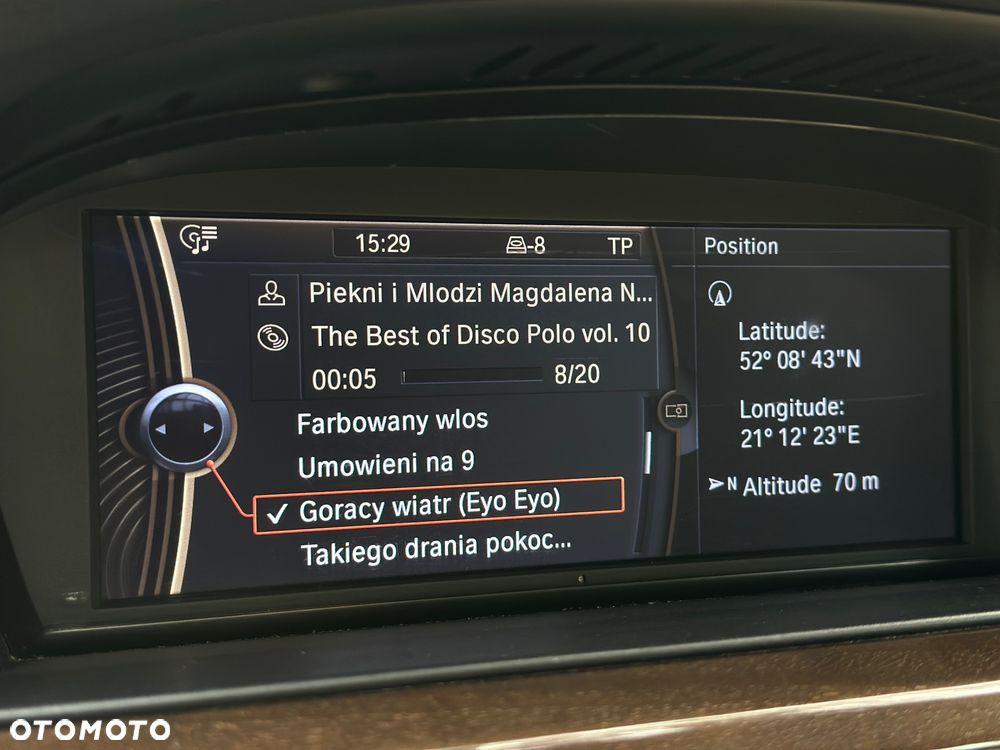 15:29 -8 TP
Piekni i Mlodzi Magdalena N...
The Best of Disco Polo vol. 10
00:05 8/20
Farbowany wlos
Umowieni na 9
✓ Goracy wiatr (Eyo Eyo)
Takiego drania pokoc...
Position
Latitude:
52° 08' 43"N
Longitude:
21° 12' 23"E
N Altitude 70 m
OTOMOTO